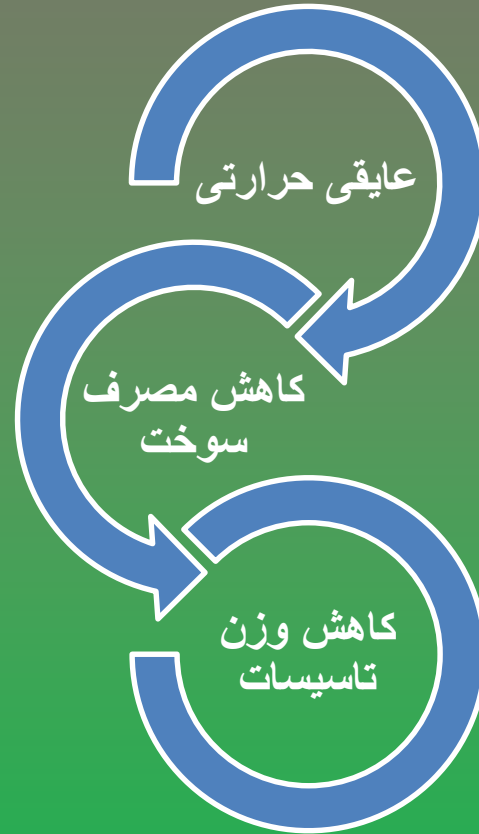 عایقی حرارتی
کاهش مصرف
سوخت
کاهش وزن
تاسیسات